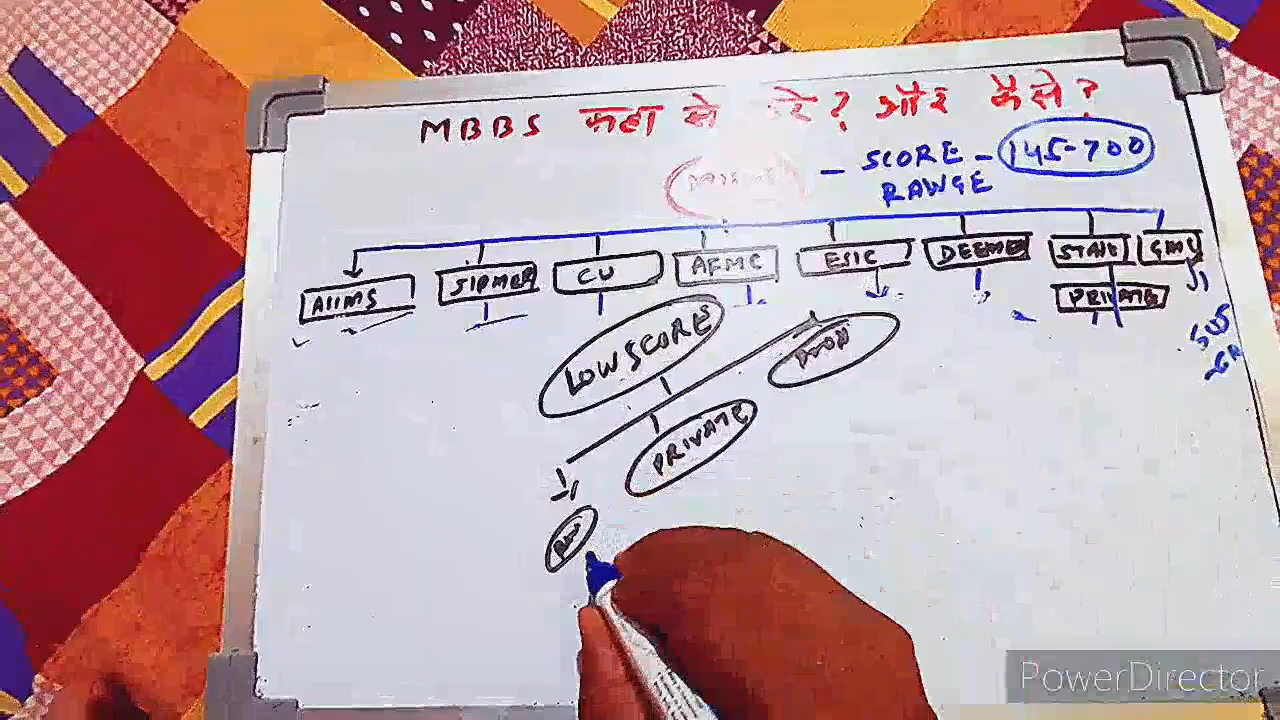 MBBS कहा से करे? और कैसे?
- SCORE - 145-700
RANGE
AIIMS JIPMER CU AFMC ESIC DEEMED STATE GMC
PRIVATE
LOW SCORE
PRIVATE
PowerDirector